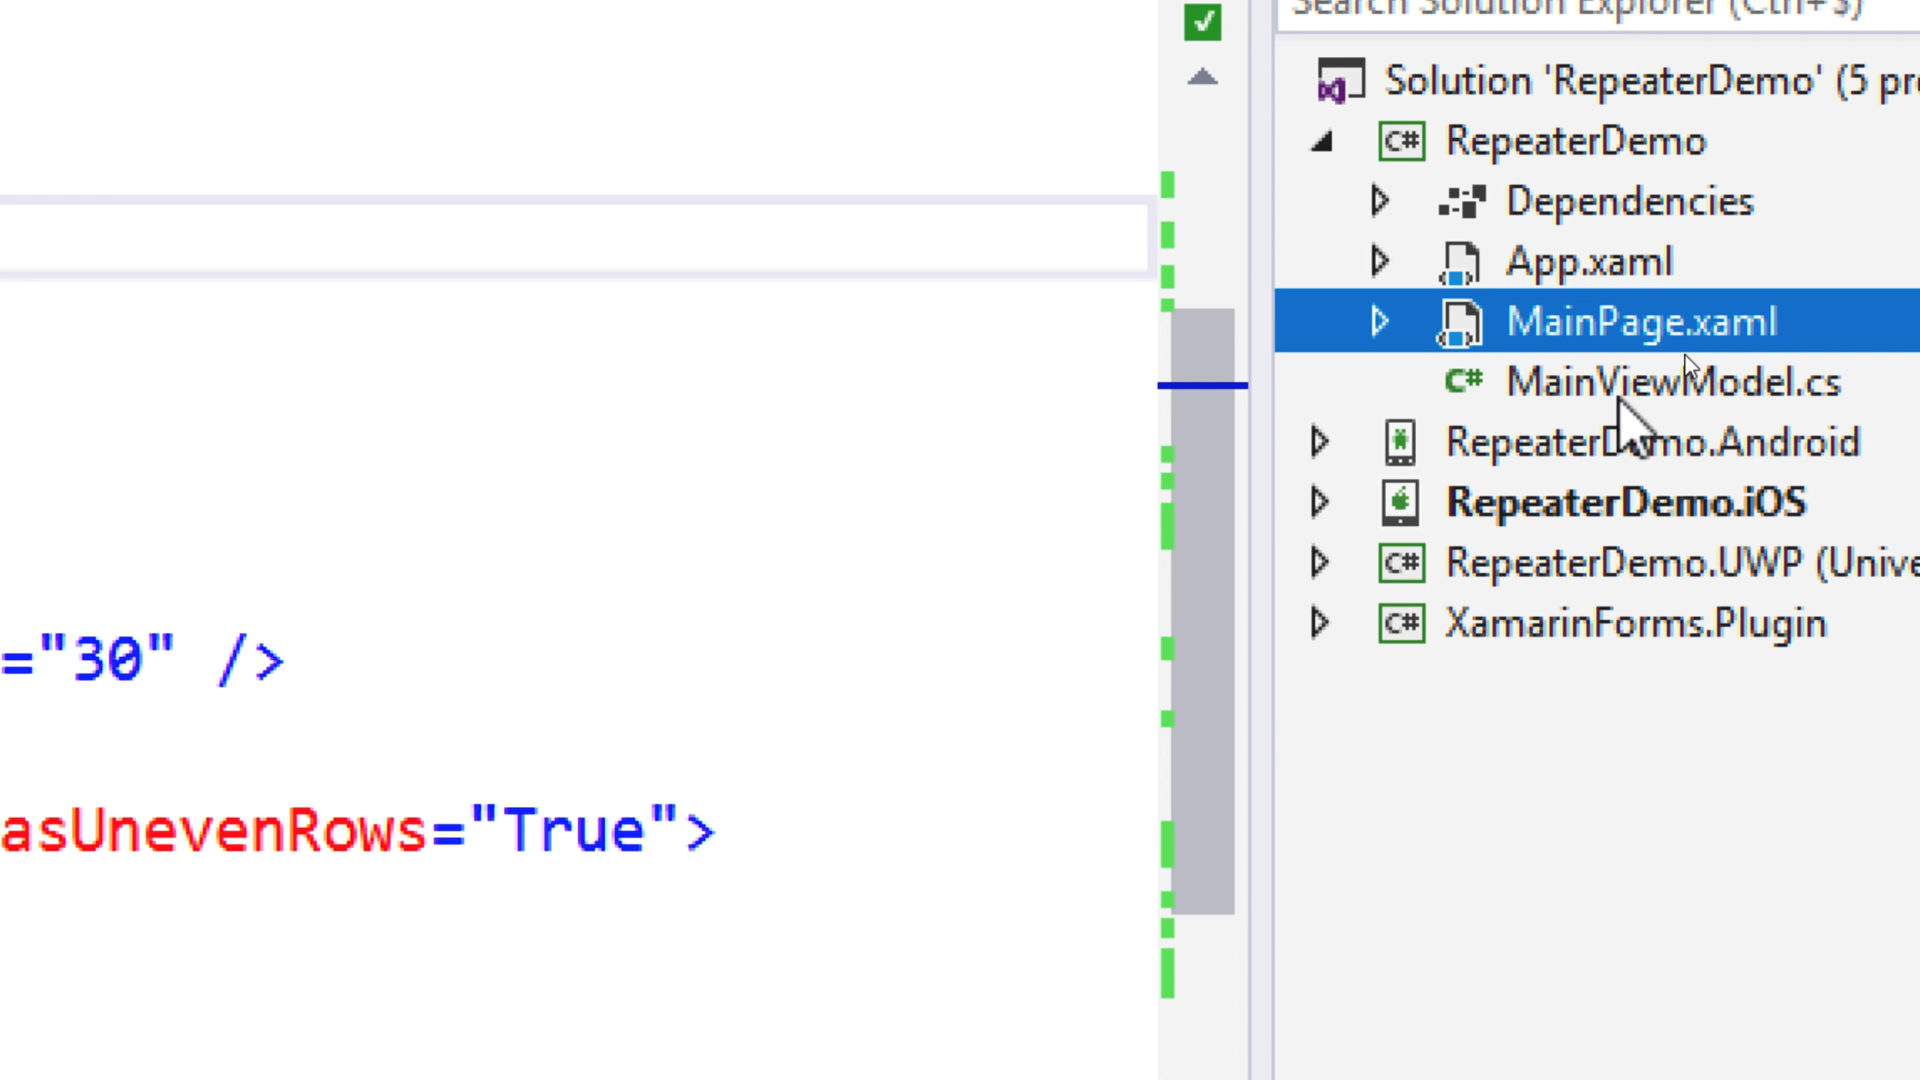 Search Solution Explorer (Ctrl+$)
Solution 'RepeaterDemo' (5 pro
RepeaterDemo
Dependencies
App.xaml
MainPage.xaml
MainViewModel.cs
RepeaterDemo.Android
RepeaterDemo.iOS
RepeaterDemo.UWP (Unive
XamarinForms.Plugin
="30" />
asUnevenRows="True">